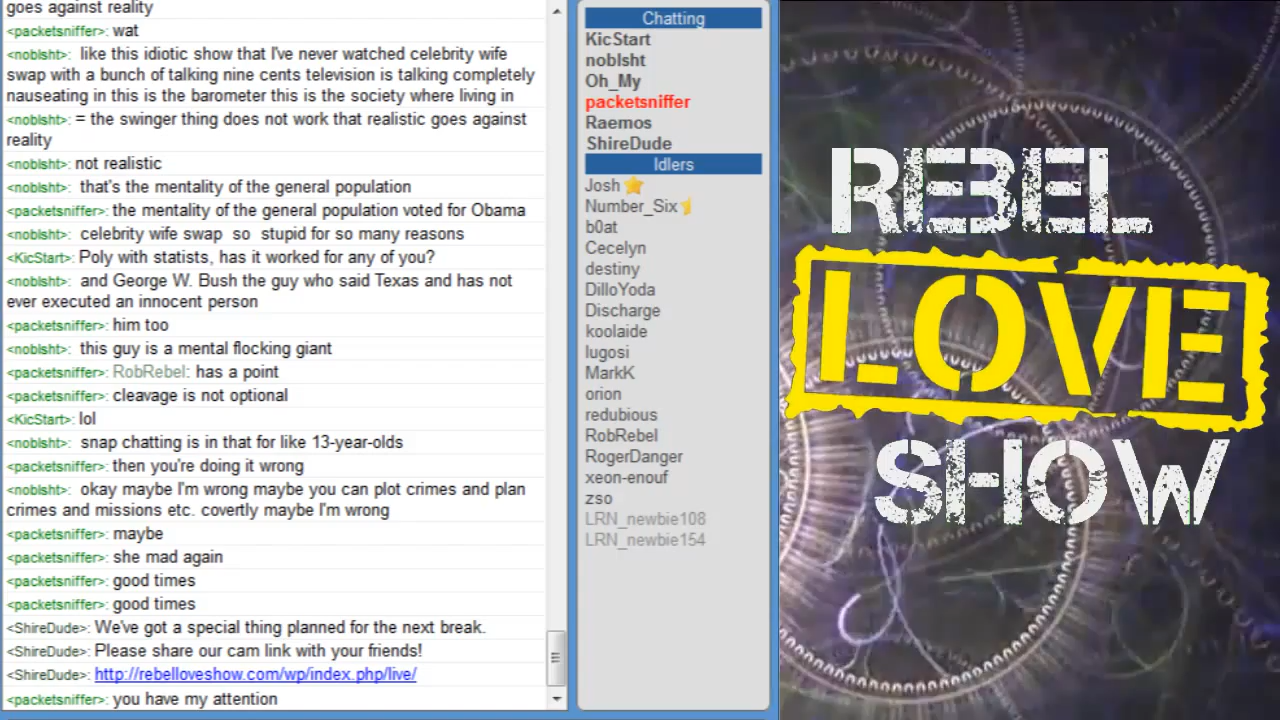 goes against reality
<packetsniffer>: wat
<noblsht>: like this idiotic show that I've never watched celebrity wife
swap with a bunch of talking nine cents television is talking completely
nauseating in this is the barometer this is the society where living in
<noblsht>: = the swinger thing does not work that realistic goes against
reality
<noblsht>: not realistic
<noblsht>: that's the mentality of the general population
<packetsniffer>: the mentality of the general population voted for Obama
<noblsht>: celebrity wife swap so stupid for so many reasons
<KicStart>: Poly with statists, has it worked for any of you?
<noblsht>: and George W. Bush the guy who said Texas and has not
ever executed an innocent person
<packetsniffer>: him too
<noblsht>: this guy is a mental flocking giant
<packetsniffer>: RobRebel: has a point
<packetsniffer>: cleavage is not optional
<KicStart>: lol
<noblsht>: snap chatting is in that for like 13-year-olds
<packetsniffer>: then you're doing it wrong
<noblsht>: okay maybe I'm wrong maybe you can plot crimes and plan
crimes and missions etc. covertly maybe I'm wrong
<packetsniffer>: maybe
<packetsniffer>: she mad again
<packetsniffer>: good times
<packetsniffer>: good times
<ShireDude>: We've got a special thing planned for the next break.
<ShireDude>: Please share our cam link with your friends!
<ShireDude>: http://rebelloveshow.com/wp/index.php/live/
<packetsniffer>: you have my attention
Chatting
KicStart
noblsht
Oh_My
packetsniffer
Raemos
ShireDude
Idlers
Josh
Number_Six
b0at
Cecelyn
destiny
DilloYoda
Discharge
koolaide
lugosi
MarkK
orion
redubious
RobRebel
RogerDanger
xeon-enouf
zso
LRN_newbie108
LRN_newbie154
REBEL
LOVE
SHOW